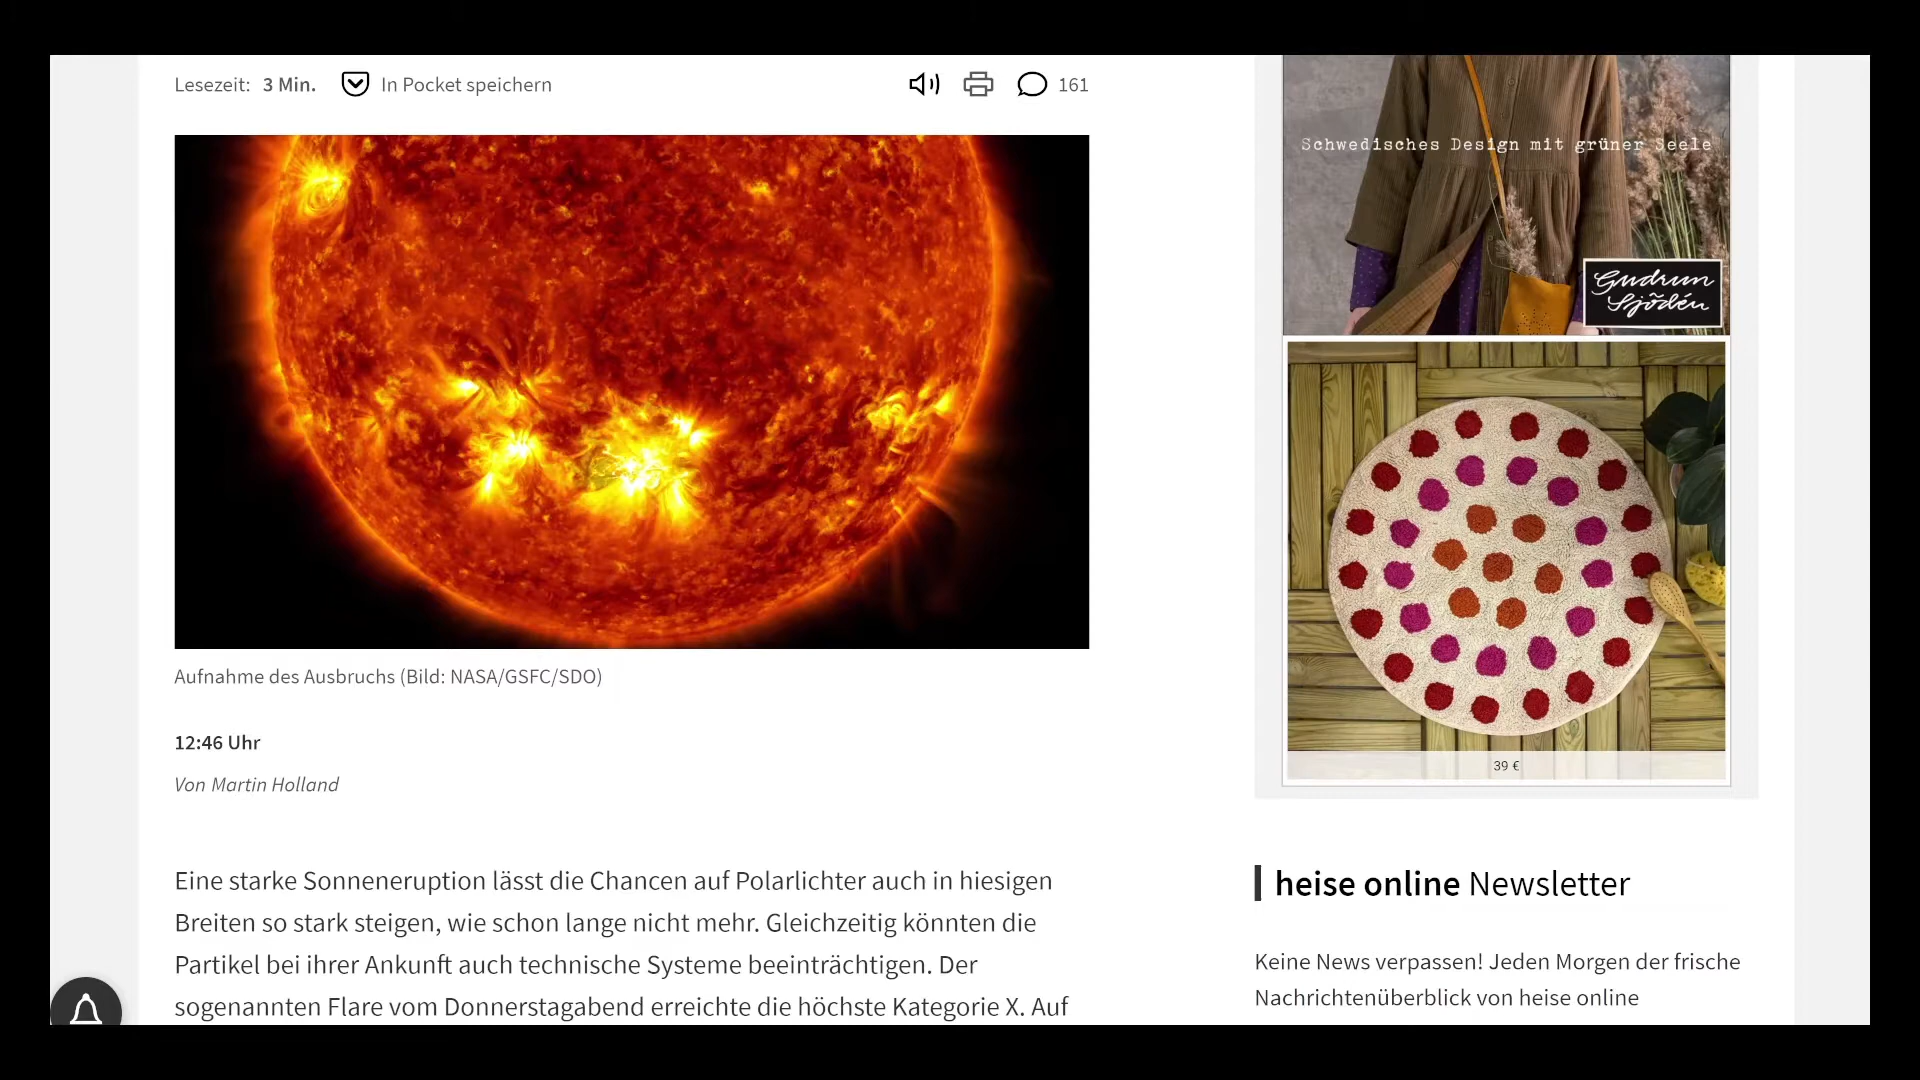 Lesezeit: 3 Min. In Pocket speichern 161
Aufnahme des Ausbruchs (Bild: NASA/GSFC/SDO)
12:46 Uhr
Von Martin Holland
Eine starke Sonneneruption lässt die Chancen auf Polarlichter auch in hiesigen
Breiten so stark steigen, wie schon lange nicht mehr. Gleichzeitig könnten die
Partikel bei ihrer Ankunft auch technische Systeme beeinträchtigen. Der
sogenannten Flare vom Donnerstagabend erreichte die höchste Kategorie X. Auf
Schwedisches Design mit grüner Seele
Gudrun
Sjödén
39 €
heise online Newsletter
Keine News verpassen! Jeden Morgen der frische
Nachrichtenüberblick von heise online